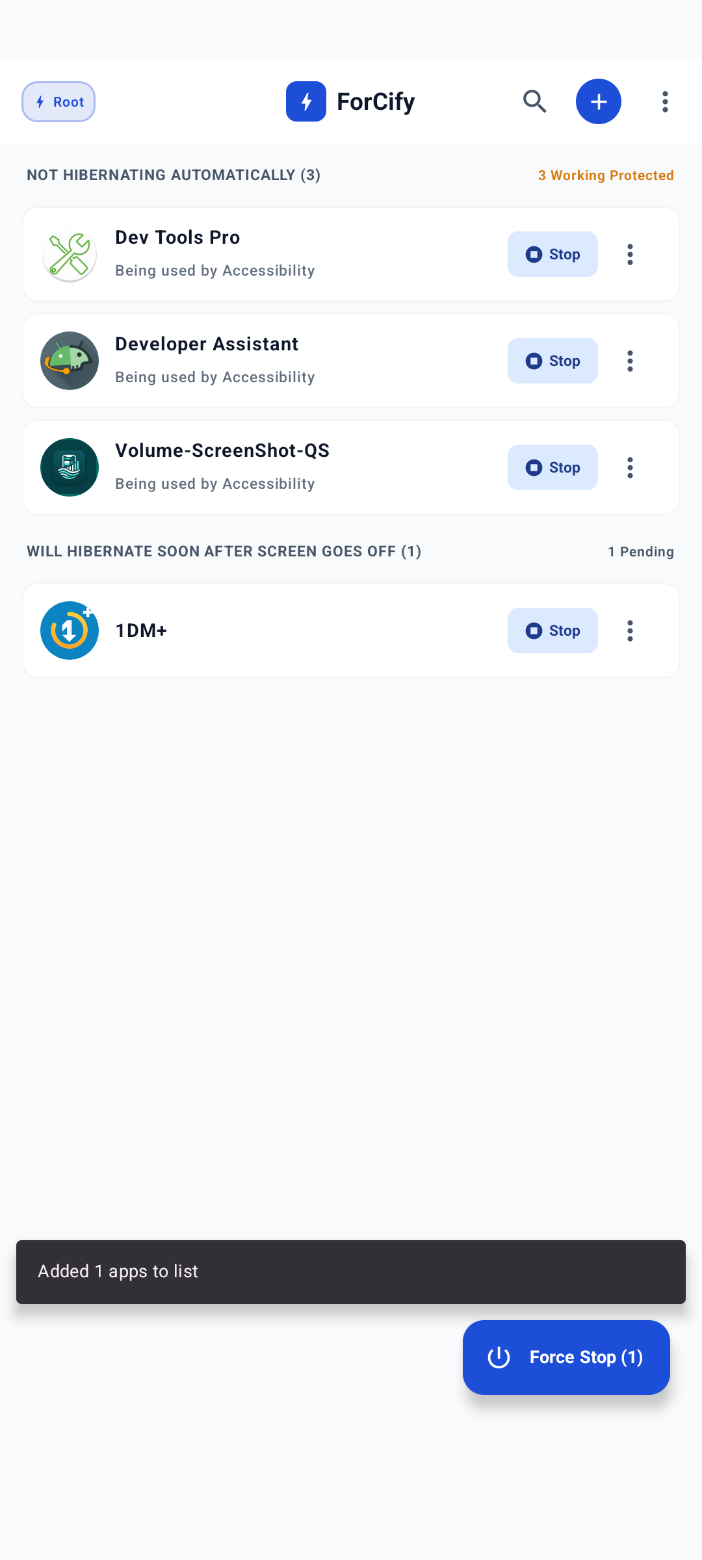 Root
ForCify
NOT HIBERNATING AUTOMATICALLY (3)
3 Working Protected
Dev Tools Pro
Being used by Accessibility
Stop
Developer Assistant
Being used by Accessibility
Stop
Volume-ScreenShot-QS
Being used by Accessibility
Stop
WILL HIBERNATE SOON AFTER SCREEN GOES OFF (1)
1 Pending
1DM+
Stop
Added 1 apps to list
Force Stop (1)